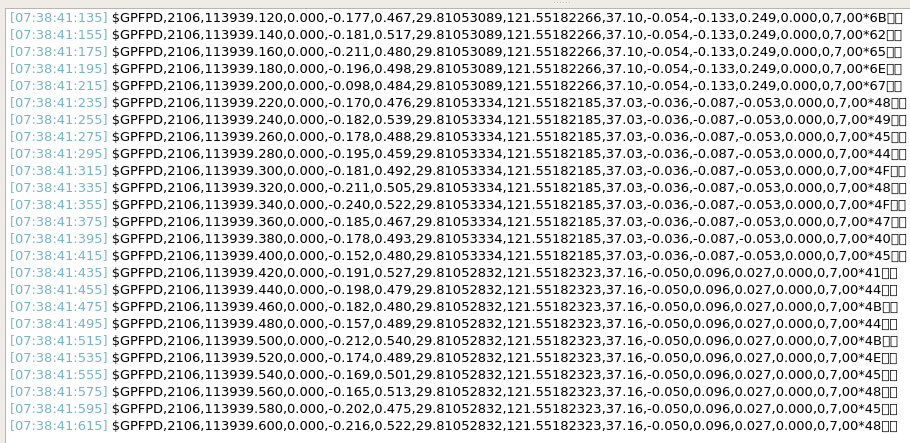 [07:38:41:135] $GPFPD,2106,113939.120,0.000,-0.177,0.467,29.81053089,121.55182266,37.10,-0.054,-0.133,0.249,0.000,0,7,00*6B□□
[07:38:41:155] $GPFPD,2106,113939.140,0.000,-0.181,0.517,29.81053089,121.55182266,37.10,-0.054,-0.133,0.249,0.000,0,7,00*62□□
[07:38:41:175] $GPFPD,2106,113939.160,0.000,-0.211,0.480,29.81053089,121.55182266,37.10,-0.054,-0.133,0.249,0.000,0,7,00*65□□
[07:38:41:195] $GPFPD,2106,113939.180,0.000,-0.196,0.498,29.81053089,121.55182266,37.10,-0.054,-0.133,0.249,0.000,0,7,00*6E□□
[07:38:41:215] $GPFPD,2106,113939.200,0.000,-0.098,0.484,29.81053089,121.55182266,37.10,-0.054,-0.133,0.249,0.000,0,7,00*67□□
[07:38:41:235] $GPFPD,2106,113939.220,0.000,-0.170,0.476,29.81053334,121.55182185,37.03,-0.036,-0.087,-0.053,0.000,0,7,00*48□□
[07:38:41:255] $GPFPD,2106,113939.240,0.000,-0.182,0.539,29.81053334,121.55182185,37.03,-0.036,-0.087,-0.053,0.000,0,7,00*49□□
[07:38:41:275] $GPFPD,2106,113939.260,0.000,-0.178,0.488,29.81053334,121.55182185,37.03,-0.036,-0.087,-0.053,0.000,0,7,00*45□□
[07:38:41:295] $GPFPD,2106,113939.280,0.000,-0.195,0.459,29.81053334,121.55182185,37.03,-0.036,-0.087,-0.053,0.000,0,7,00*44□□
[07:38:41:315] $GPFPD,2106,113939.300,0.000,-0.181,0.492,29.81053334,121.55182185,37.03,-0.036,-0.087,-0.053,0.000,0,7,00*4F□□
[07:38:41:335] $GPFPD,2106,113939.320,0.000,-0.211,0.505,29.81053334,121.55182185,37.03,-0.036,-0.087,-0.053,0.000,0,7,00*48□□
[07:38:41:355] $GPFPD,2106,113939.340,0.000,-0.240,0.522,29.81053334,121.55182185,37.03,-0.036,-0.087,-0.053,0.000,0,7,00*4F□□
[07:38:41:375] $GPFPD,2106,113939.360,0.000,-0.185,0.467,29.81053334,121.55182185,37.03,-0.036,-0.087,-0.053,0.000,0,7,00*47□□
[07:38:41:395] $GPFPD,2106,113939.380,0.000,-0.178,0.493,29.81053334,121.55182185,37.03,-0.036,-0.087,-0.053,0.000,0,7,00*40□□
[07:38:41:415] $GPFPD,2106,113939.400,0.000,-0.152,0.480,29.81053334,121.55182185,37.03,-0.036,-0.087,-0.053,0.000,0,7,00*45□□
[07:38:41:435] $GPFPD,2106,113939.420,0.000,-0.191,0.527,29.81052832,121.55182323,37.16,-0.050,0.096,0.027,0.000,0,7,00*41□□
[07:38:41:455] $GPFPD,2106,113939.440,0.000,-0.198,0.479,29.81052832,121.55182323,37.16,-0.050,0.096,0.027,0.000,0,7,00*44□□
[07:38:41:475] $GPFPD,2106,113939.460,0.000,-0.182,0.480,29.81052832,121.55182323,37.16,-0.050,0.096,0.027,0.000,0,7,00*4B□□
[07:38:41:495] $GPFPD,2106,113939.480,0.000,-0.157,0.489,29.81052832,121.55182323,37.16,-0.050,0.096,0.027,0.000,0,7,00*44□□
[07:38:41:515] $GPFPD,2106,113939.500,0.000,-0.212,0.540,29.81052832,121.55182323,37.16,-0.050,0.096,0.027,0.000,0,7,00*4B□□
[07:38:41:535] $GPFPD,2106,113939.520,0.000,-0.174,0.489,29.81052832,121.55182323,37.16,-0.050,0.096,0.027,0.000,0,7,00*4E□□
[07:38:41:555] $GPFPD,2106,113939.540,0.000,-0.169,0.501,29.81052832,121.55182323,37.16,-0.050,0.096,0.027,0.000,0,7,00*45□□
[07:38:41:575] $GPFPD,2106,113939.560,0.000,-0.165,0.513,29.81052832,121.55182323,37.16,-0.050,0.096,0.027,0.000,0,7,00*48□□
[07:38:41:595] $GPFPD,2106,113939.580,0.000,-0.202,0.475,29.81052832,121.55182323,37.16,-0.050,0.096,0.027,0.000,0,7,00*45□□
[07:38:41:615] $GPFPD,2106,113939.600,0.000,-0.216,0.522,29.81052832,121.55182323,37.16,-0.050,0.096,0.027,0.000,0,7,00*48□□